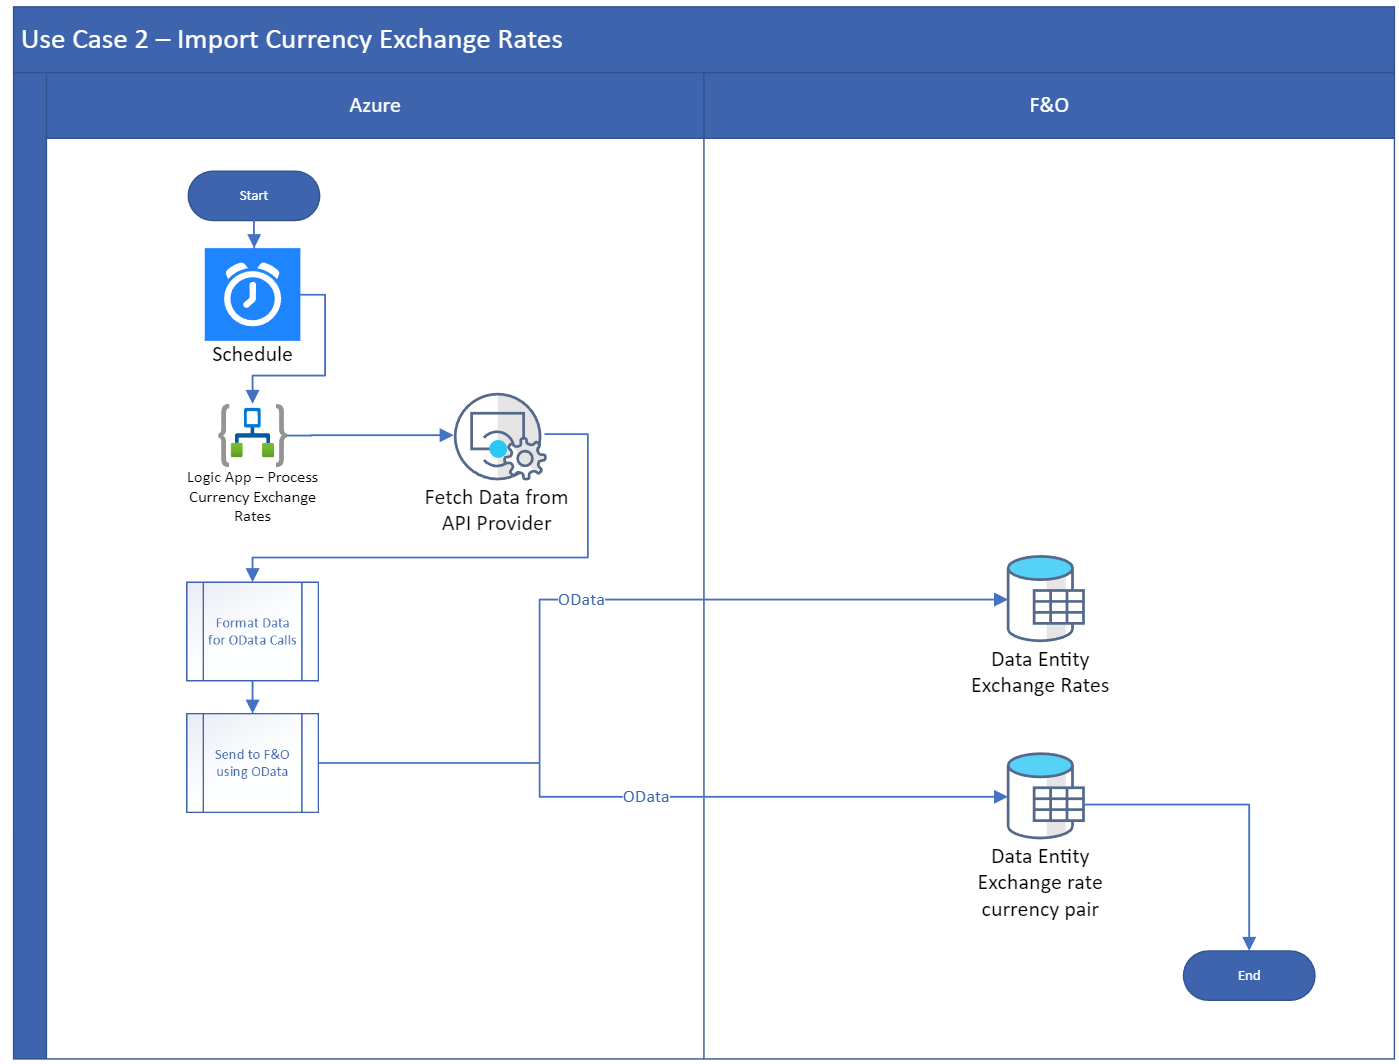 Use Case 2 – Import Currency Exchange Rates
Azure
F&O
Start
Schedule
Logic App – Process
Currency Exchange
Rates
Fetch Data from
API Provider
Format Data
for OData Calls
Send to F&O
using OData
OData
OData
Data Entity
Exchange Rates
Data Entity
Exchange rate
currency pair
End